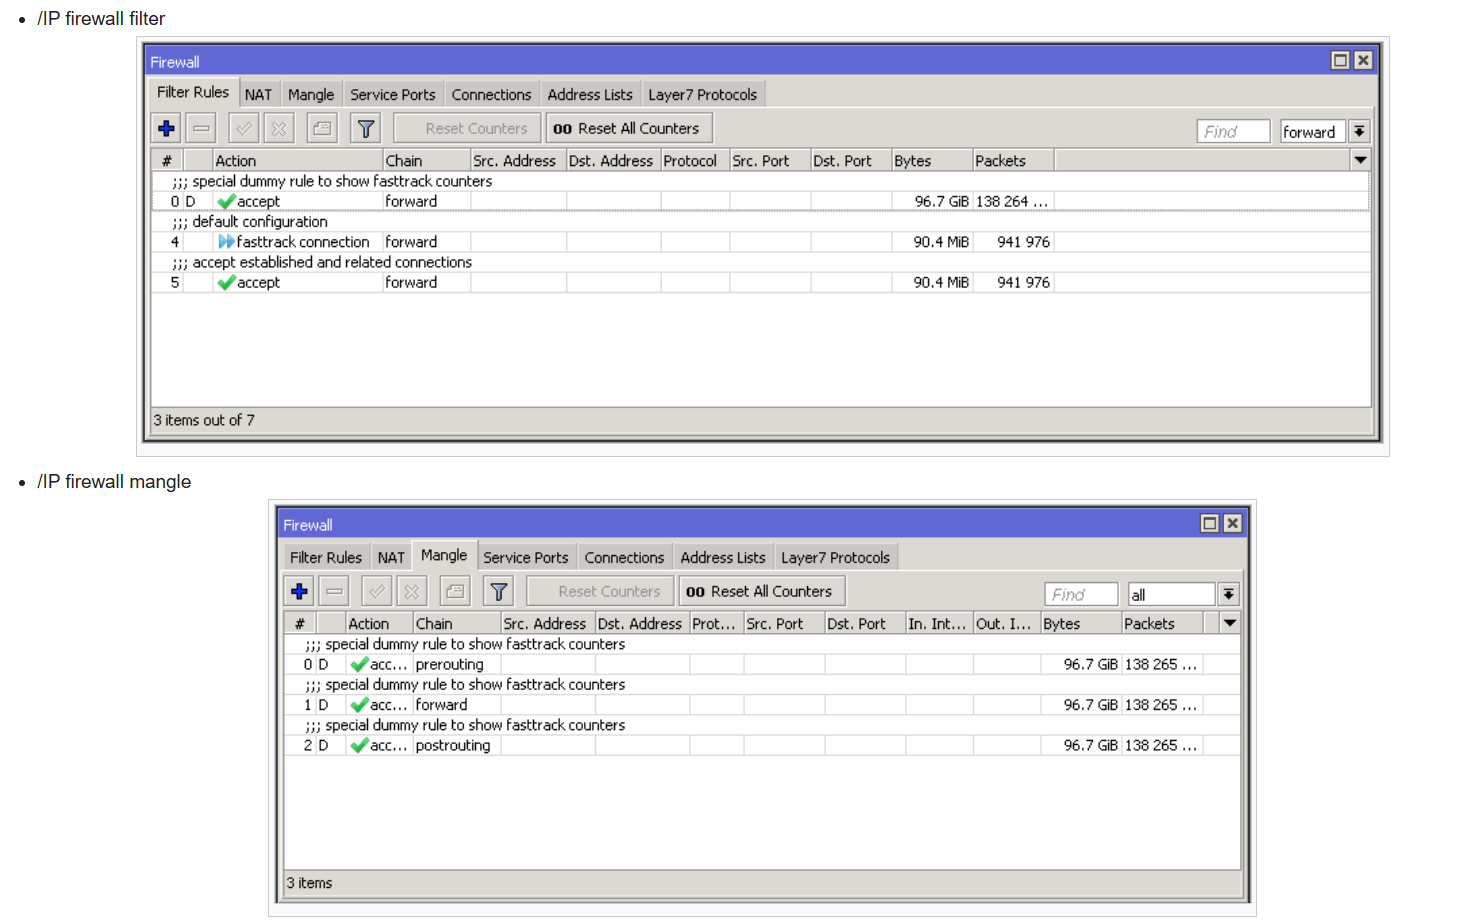 /IP firewall filter
Firewall
Filter Rules NAT Mangle Service Ports Connections Address Lists Layer7 Protocols
Reset Counters 00 Reset All Counters Find forward
# Action Chain Src. Address Dst. Address Protocol Src. Port Dst. Port Bytes Packets
;;; special dummy rule to show fasttrack counters
0 D accept forward 96.7 GiB 138 264 ...
;;; default configuration
4 fasttrack connection forward 90.4 MiB 941 976
;;; accept established and related connections
5 accept forward 90.4 MiB 941 976
3 items out of 7
/IP firewall mangle
Firewall
Filter Rules NAT Mangle Service Ports Connections Address Lists Layer7 Protocols
Reset Counters 00 Reset All Counters Find all
# Action Chain Src. Address Dst. Address Prot... Src. Port Dst. Port In. Int... Out. I... Bytes Packets
;;; special dummy rule to show fasttrack counters
0 D acc... prerouting 96.7 GiB 138 265 ...
;;; special dummy rule to show fasttrack counters
1 D acc... forward 96.7 GiB 138 265 ...
;;; special dummy rule to show fasttrack counters
2 D acc... postrouting 96.7 GiB 138 265 ...
3 items